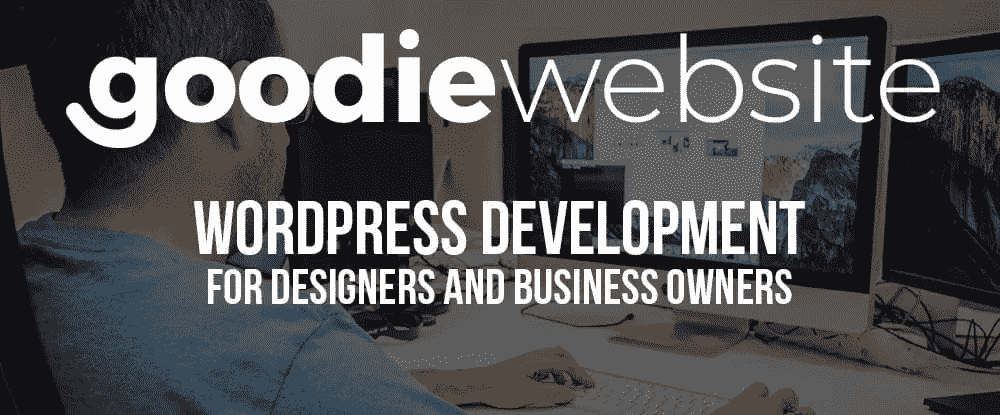 goodiewebsite
WORDPRESS DEVELOPMENT
FOR DESIGNERS AND BUSINESS OWNERS